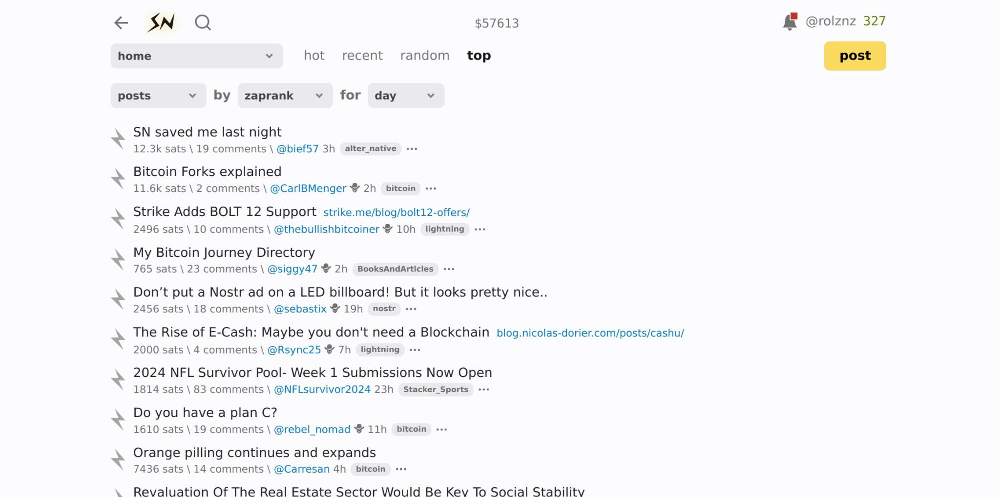 SN $57613 @rolznz 327
home hot recent random top post
posts by zaprank for day
SN saved me last night
12.3k sats \ 19 comments \ @bief57 3h alter_native
Bitcoin Forks explained
11.6k sats \ 2 comments \ @CarlBMenger 2h bitcoin
Strike Adds BOLT 12 Support strike.me/blog/bolt12-offers/
2496 sats \ 10 comments \ @thebullishbitcoiner 10h lightning
My Bitcoin Journey Directory
765 sats \ 23 comments \ @siggy47 2h BooksAndArticles
Don’t put a Nostr ad on a LED billboard! But it looks pretty nice..
2456 sats \ 18 comments \ @sebastix 19h nostr
The Rise of E-Cash: Maybe you don't need a Blockchain blog.nicolas-dorier.com/posts/cashu/
2000 sats \ 4 comments \ @Rsync25 7h lightning
2024 NFL Survivor Pool- Week 1 Submissions Now Open
1814 sats \ 83 comments \ @NFLsurvivor2024 23h Stacker_Sports
Do you have a plan C?
1610 sats \ 19 comments \ @rebel_nomad 11h bitcoin
Orange pilling continues and expands
7436 sats \ 14 comments \ @Carresan 4h bitcoin
Revaluation Of The Real Estate Sector Would Be Key To Social Stability